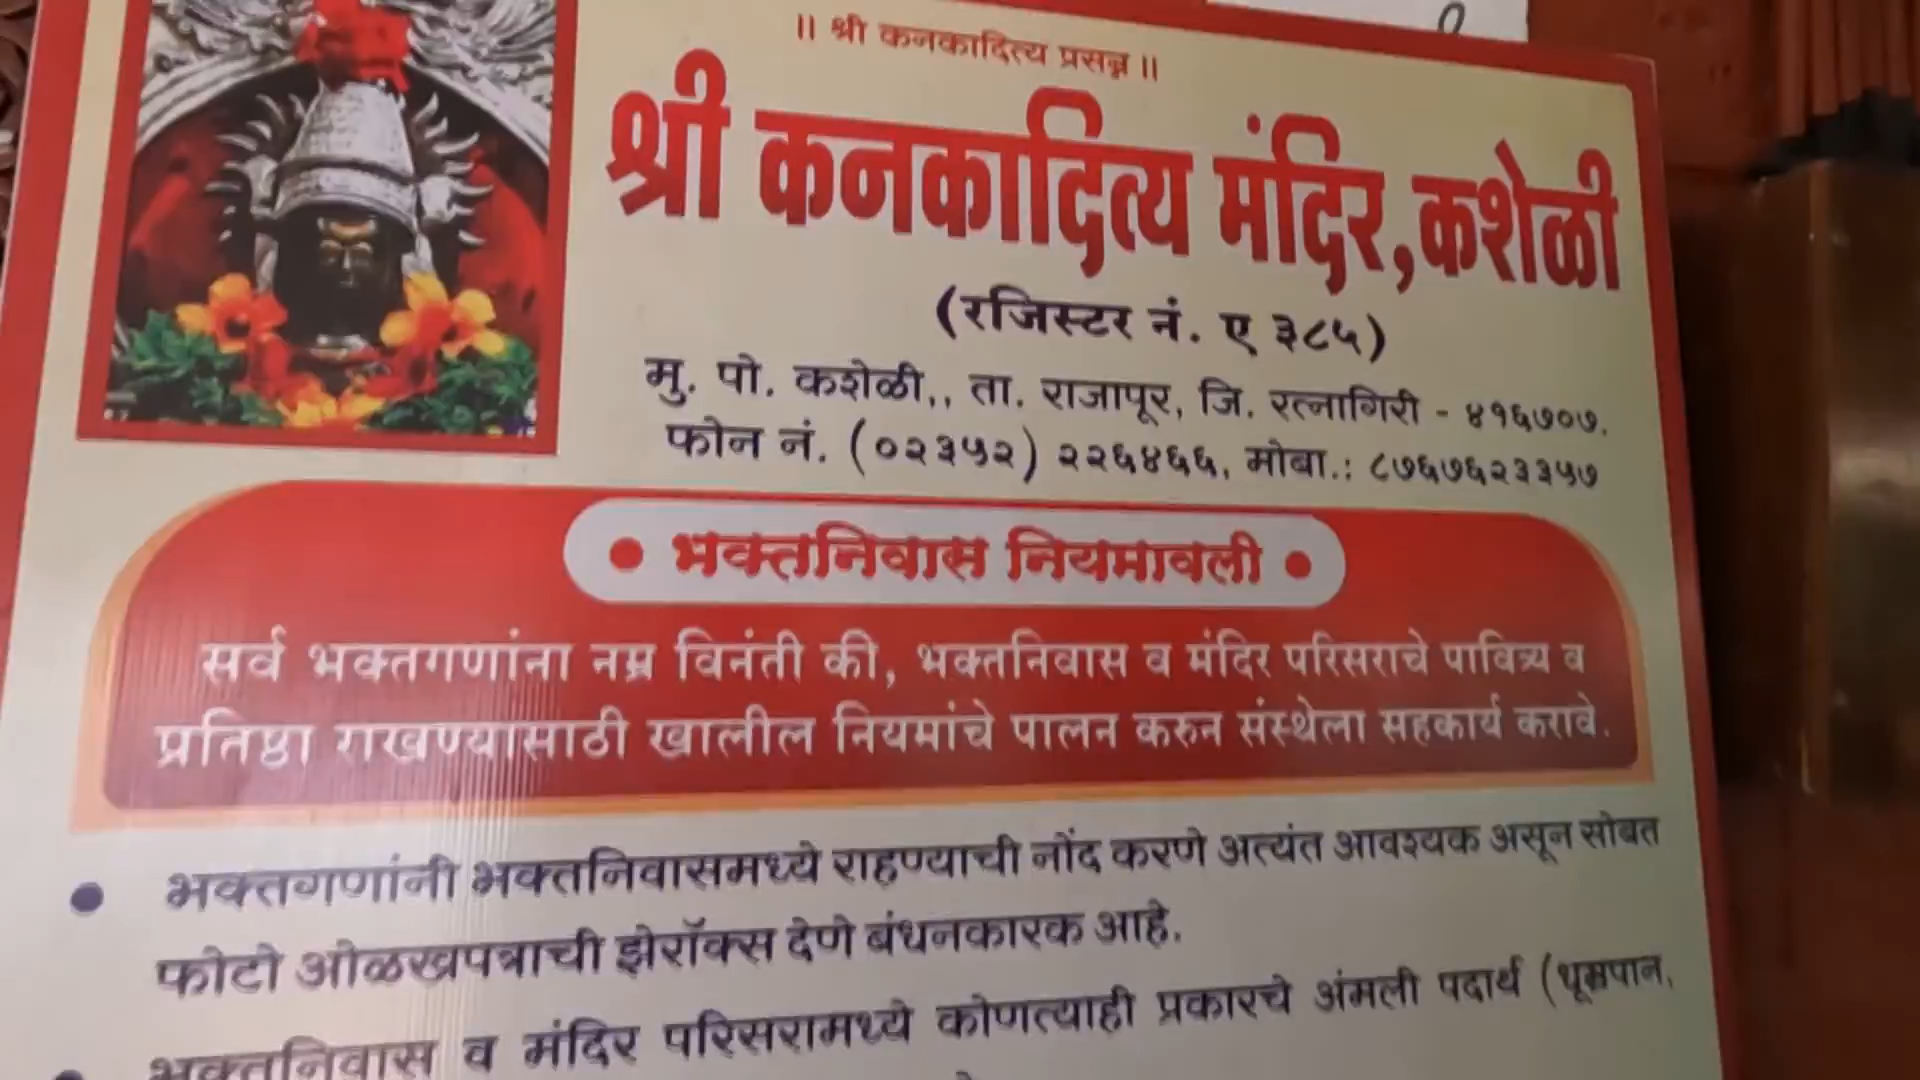 ॥ श्री कनकादित्य प्रसन्न ॥
श्री कनकादित्य मंदिर,कशेळी
(रजिस्टर नं. ए ३८५)
मु. पो. कशेळी,, ता. राजापूर, जि. रत्नागिरी - ४१६७०७.
फोन नं. (०२३५२) २२६४६६, मोबा.: ८७६७६२३३५७
• भक्तनिवास नियमावली •
सर्व भक्तगणांना नम्र विनंती की, भक्तनिवास व मंदिर परिसराचे पावित्र्य व
प्रतिष्ठा राखण्यासाठी खालील नियमांचे पालन करुन संस्थेला सहकार्य करावे.
• भक्तगणांनी भक्तनिवासमध्ये राहण्याची नोंद करणे अत्यंत आवश्यक असून सोबत
फोटो ओळखपत्राची झेरॉक्स देणे बंधनकारक आहे.
• भक्तनिवास व मंदिर परिसरामध्ये कोणत्याही प्रकारचे अंमली पदार्थ (धूम्रपान,